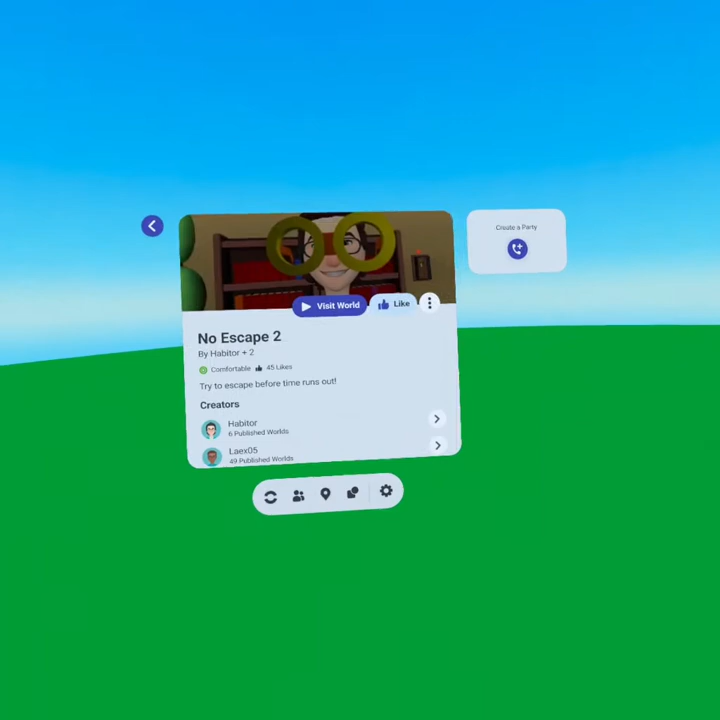 Create a Party
Visit World
Like
No Escape 2
By Habitor + 2
Comfortable 45 Likes
Try to escape before time runs out!
Creators
Habitor
6 Published Worlds
Laex05
49 Published Worlds